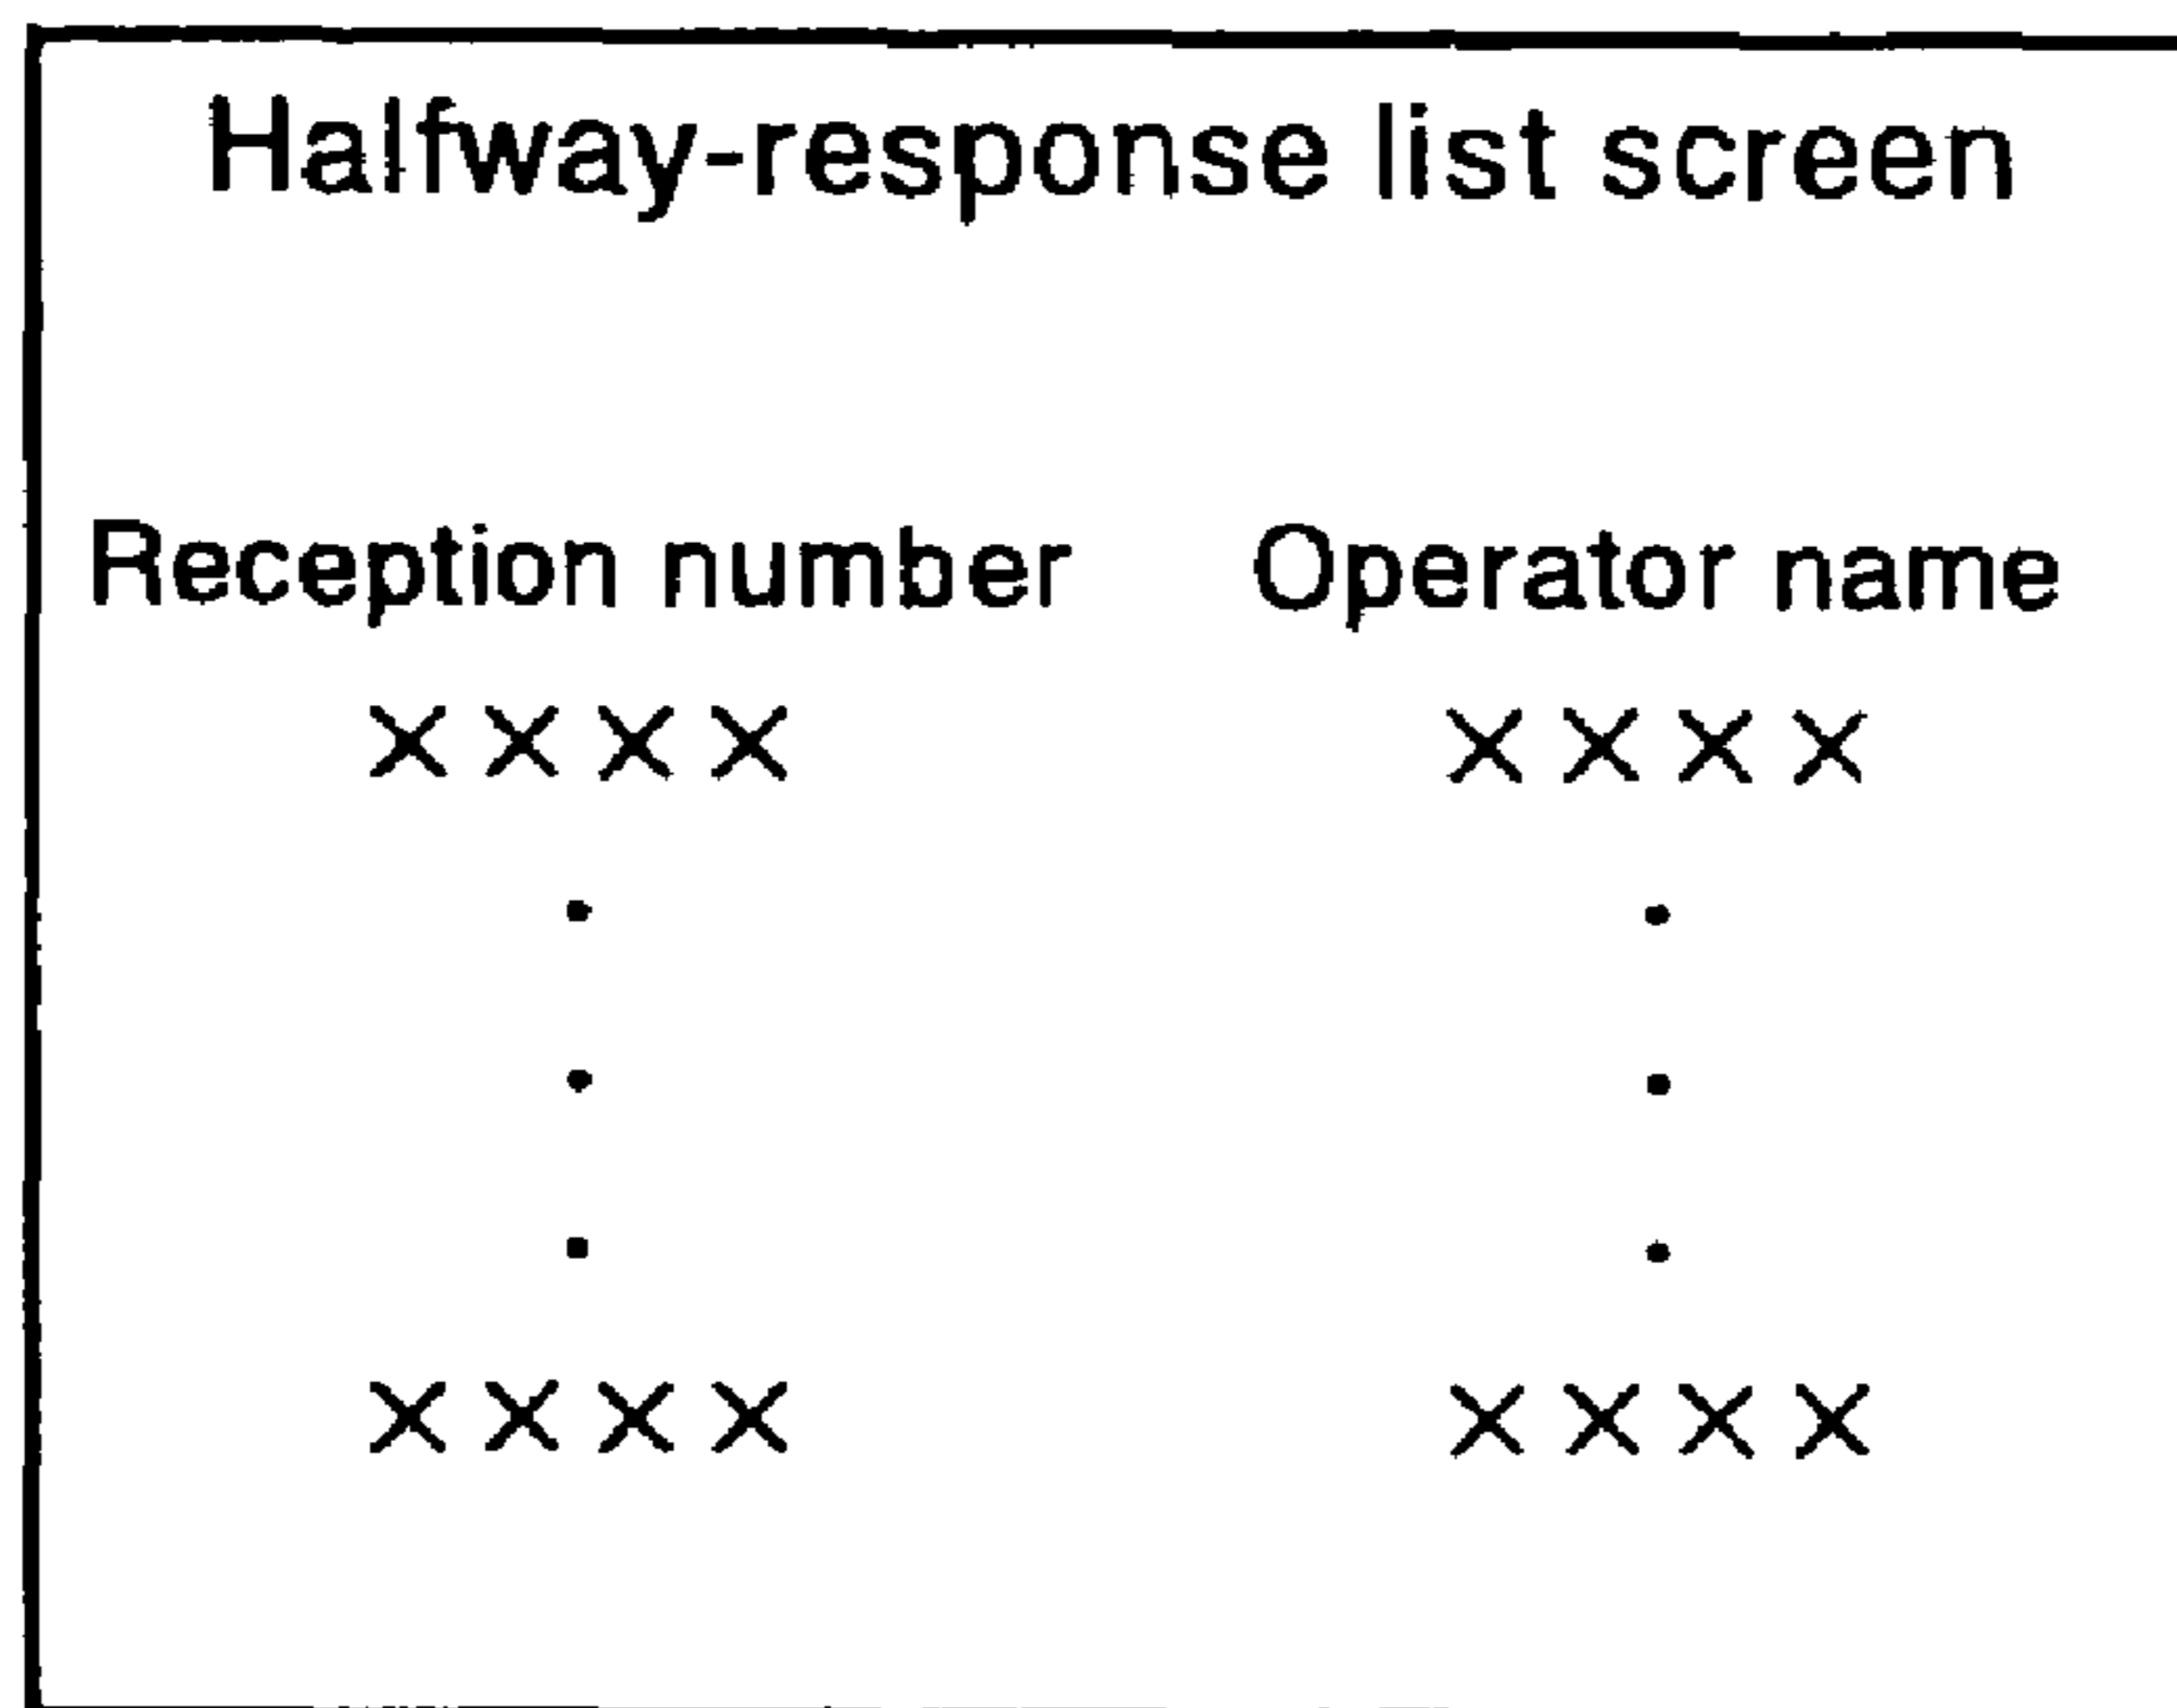 Halfway-response list screen
Reception number Operator name
×××× ××××
• •
• •
• •
×××× ××××